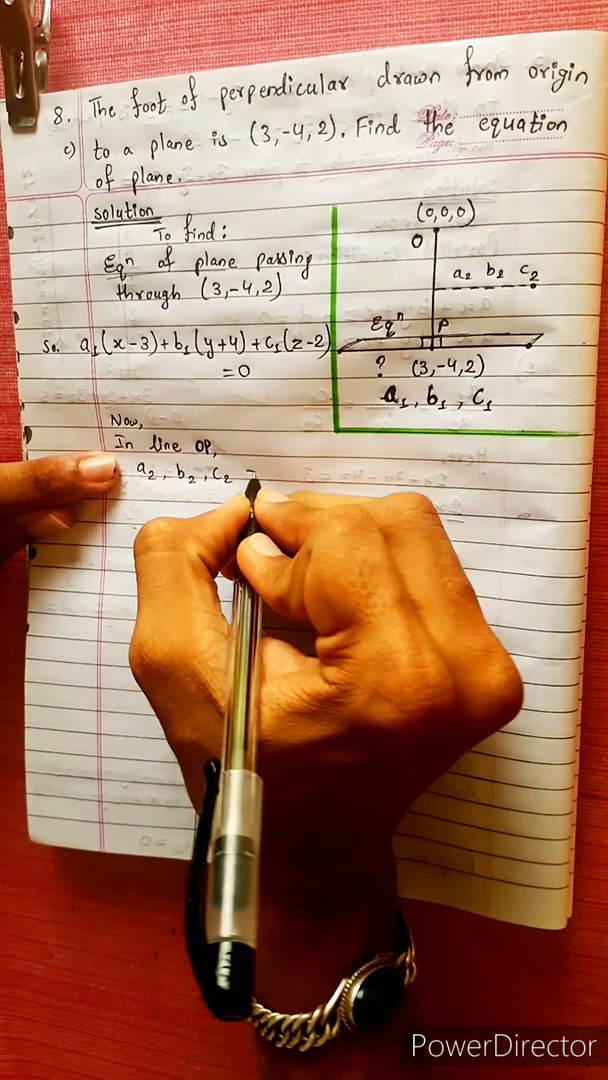 8. The foot of perpendicular drawn from origin
c) to a plane is (3,-4,2). Find the equation
of plane.
Date:
Page:
solution
To find:
Eqⁿ of plane passing
through (3,-4,2)
So, a₁(x-3)+b₁(y+4)+c₁(z-2)
=0
(0,0,0)
O
a₂ b₂ c₂
Eqⁿ P
? (3,-4,2)
a₁, b₁, c₁
Now,
In line OP,
a₂, b₂, c₂
PowerDirector